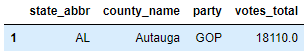 state_abbr county_name party votes_total
1 AL Autauga GOP 18110.0